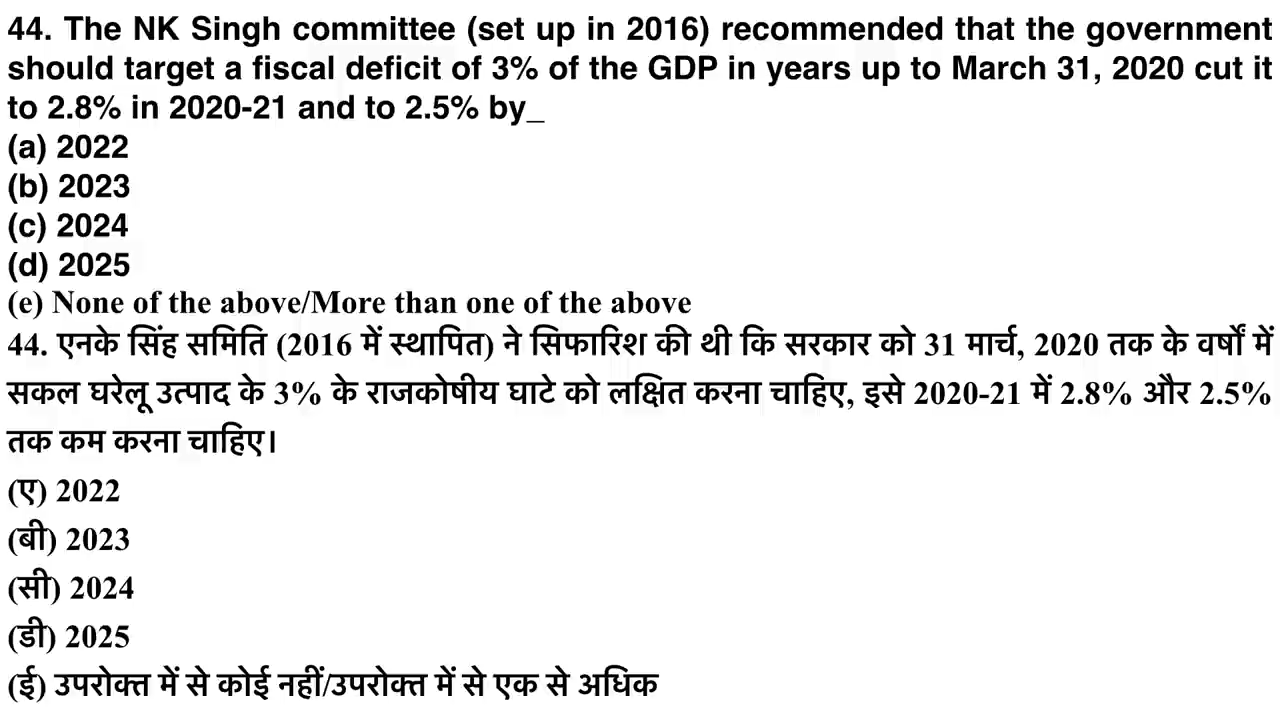 44. The NK Singh committee (set up in 2016) recommended that the government
should target a fiscal deficit of 3% of the GDP in years up to March 31, 2020 cut it
to 2.8% in 2020-21 and to 2.5% by_
(a) 2022
(b) 2023
(c) 2024
(d) 2025
(e) None of the above/More than one of the above
44. एनके सिंह समिति (2016 में स्थापित) ने सिफारिश की थी कि सरकार को 31 मार्च, 2020 तक के वर्षों में
सकल घरेलू उत्पाद के 3% के राजकोषीय घाटे को लक्षित करना चाहिए, इसे 2020-21 में 2.8% और 2.5%
तक कम करना चाहिए।
(ए) 2022
(बी) 2023
(सी) 2024
(डी) 2025
(ई) उपरोक्त में से कोई नहीं/उपरोक्त में से एक से अधिक